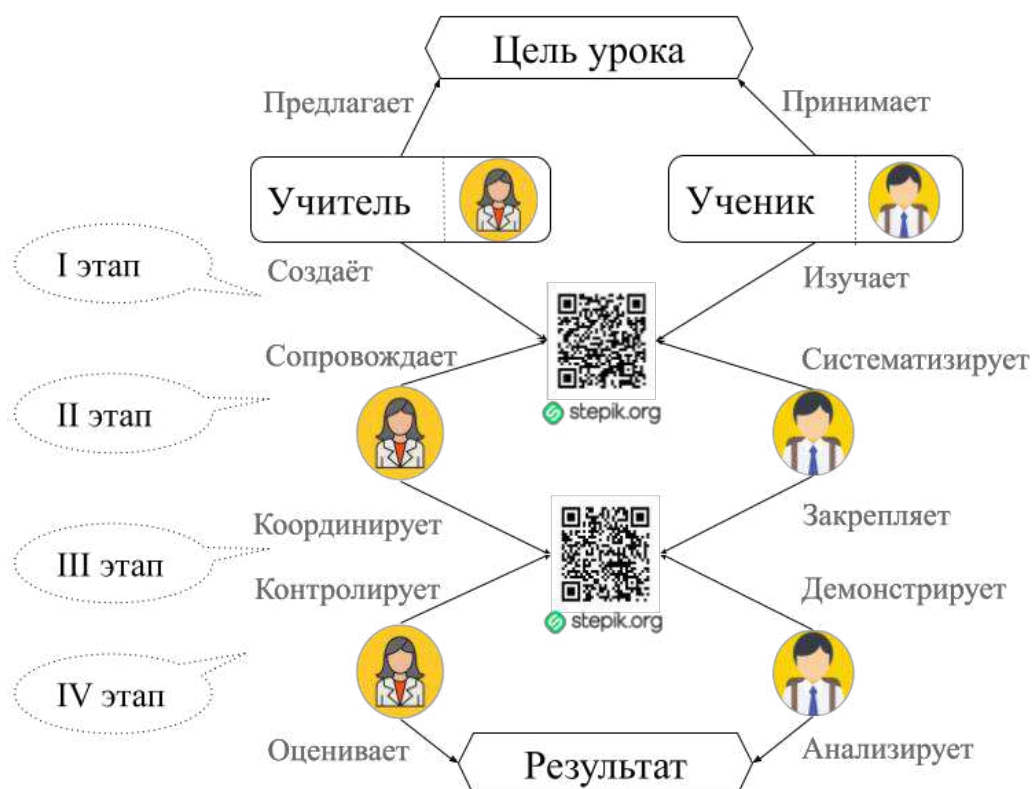 Цель урока
Предлагает
Принимает
Учитель
Ученик
I этап
Создаёт
Изучает
Сопровождает
Систематизирует
II этап
stepik.org
Координирует
Закрепляет
III этап
Контролирует
Демонстрирует
stepik.org
IV этап
Оценивает
Анализирует
Результат